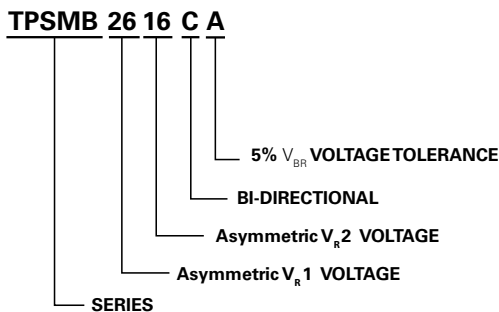 TPSMB 26 16 C A
5% VBR VOLTAGE TOLERANCE
BI-DIRECTIONAL
Asymmetric VR2 VOLTAGE
Asymmetric VR1 VOLTAGE
SERIES